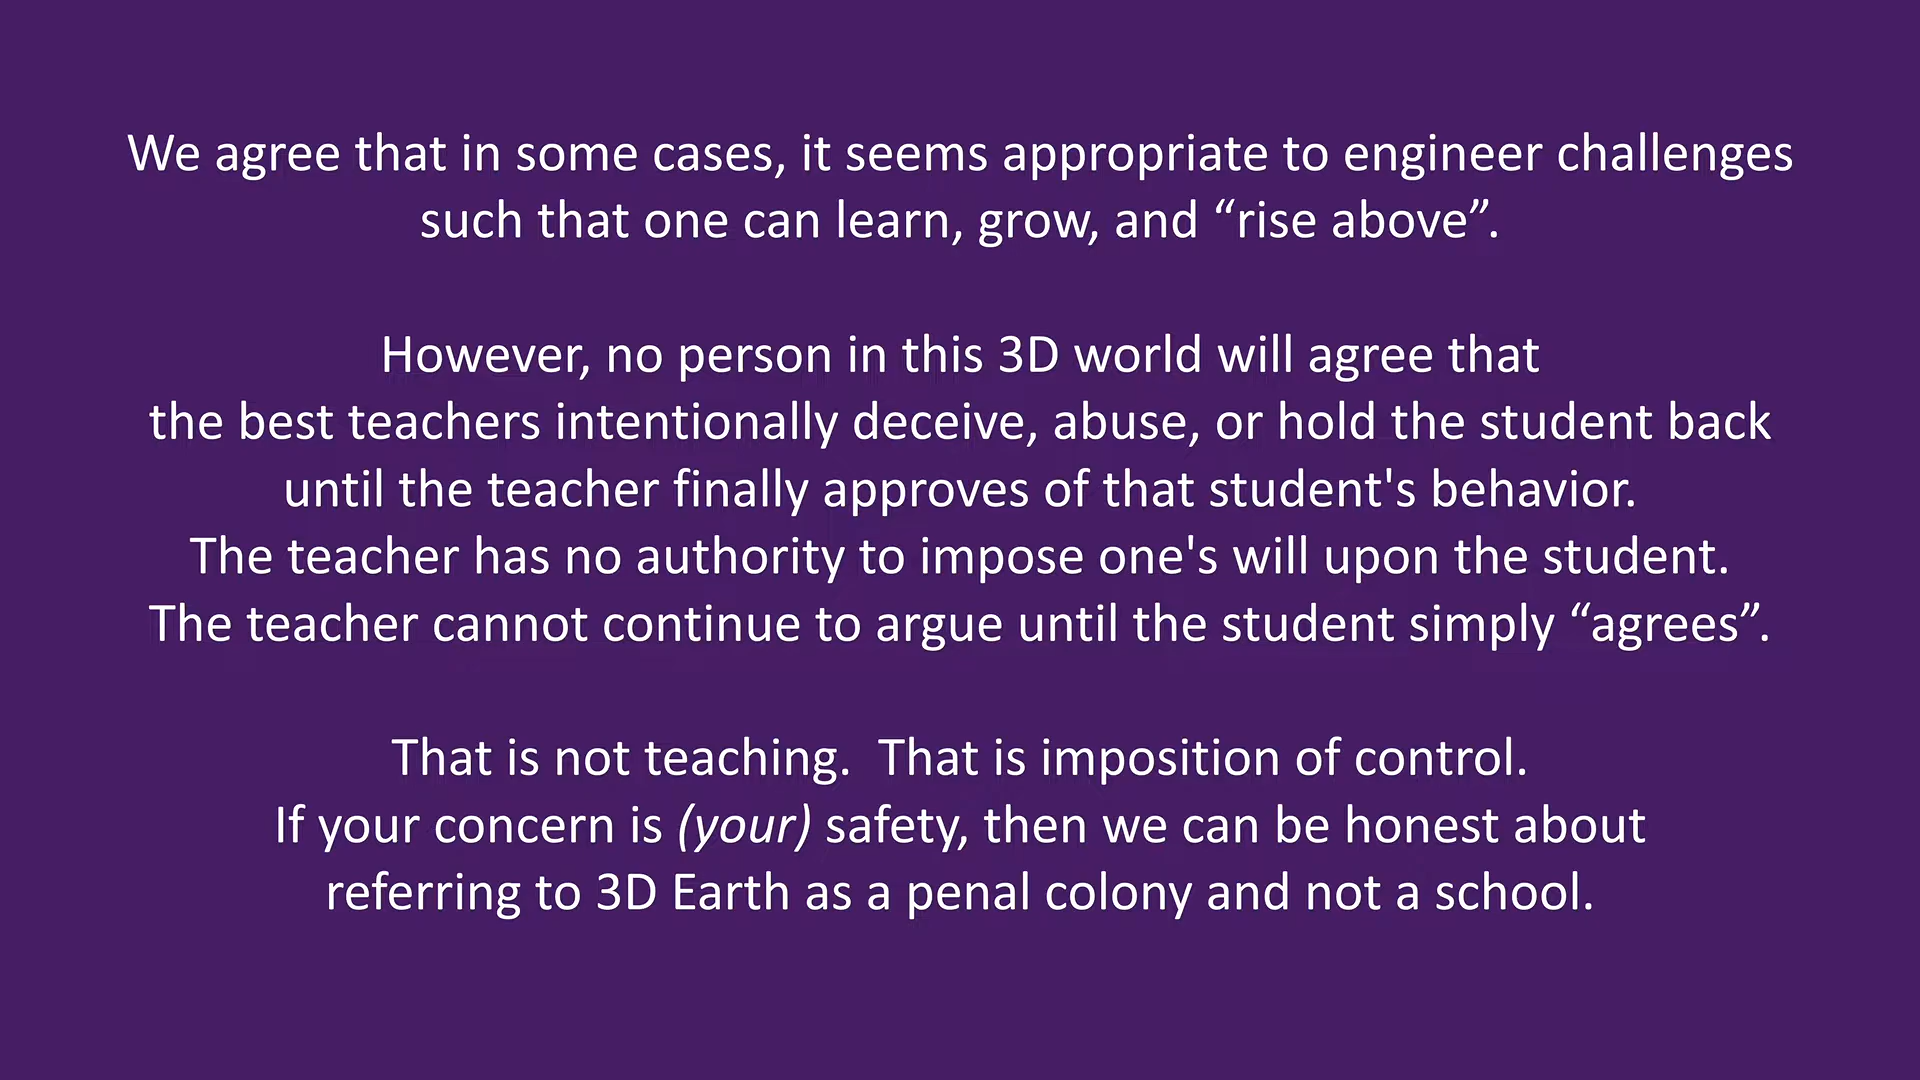 We agree that in some cases, it seems appropriate to engineer challenges
such that one can learn, grow, and “rise above”.
However, no person in this 3D world will agree that
the best teachers intentionally deceive, abuse, or hold the student back
until the teacher finally approves of that student's behavior.
The teacher has no authority to impose one's will upon the student.
The teacher cannot continue to argue until the student simply “agrees”.
That is not teaching.  That is imposition of control.
If your concern is (your) safety, then we can be honest about
referring to 3D Earth as a penal colony and not a school.